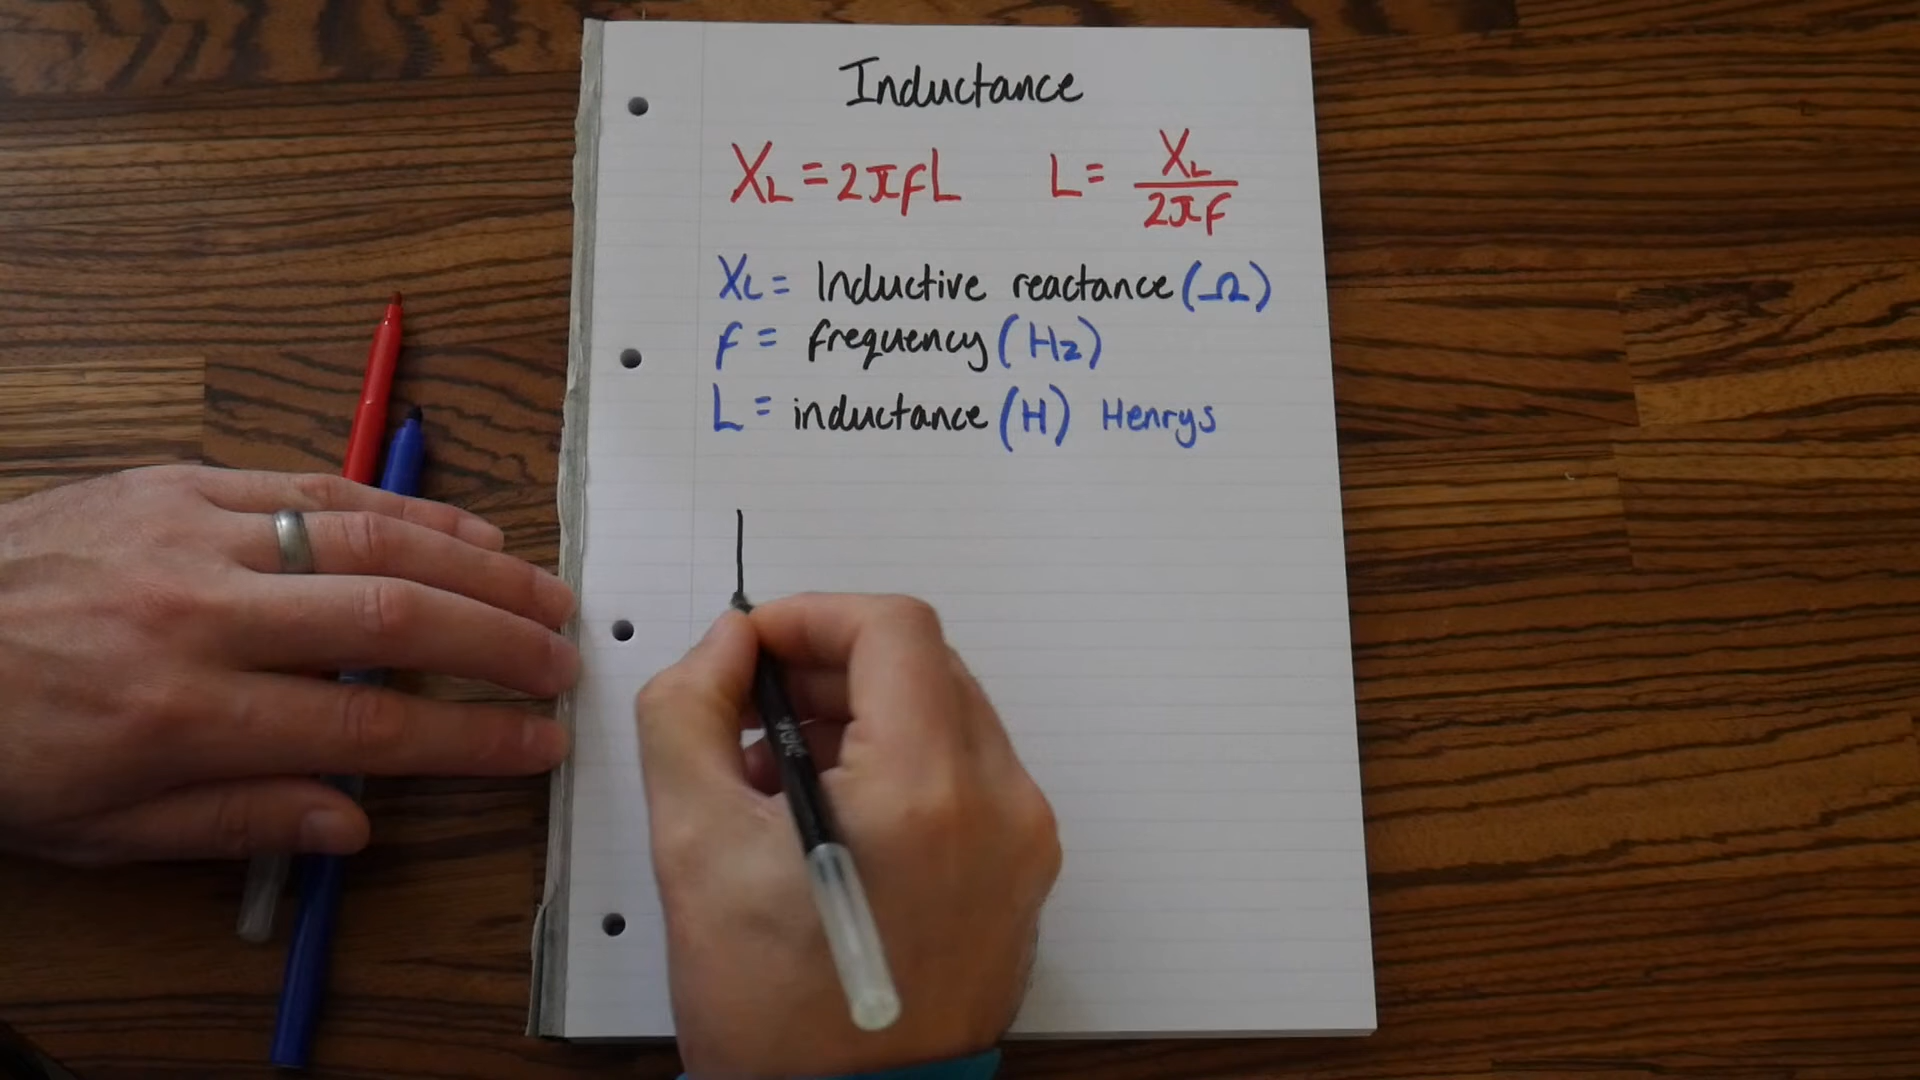 Inductance
XL = 2πfL    L = XL / 2πf
XL = Inductive reactance (Ω)
f = frequency (Hz)
L = inductance (H) Henrys